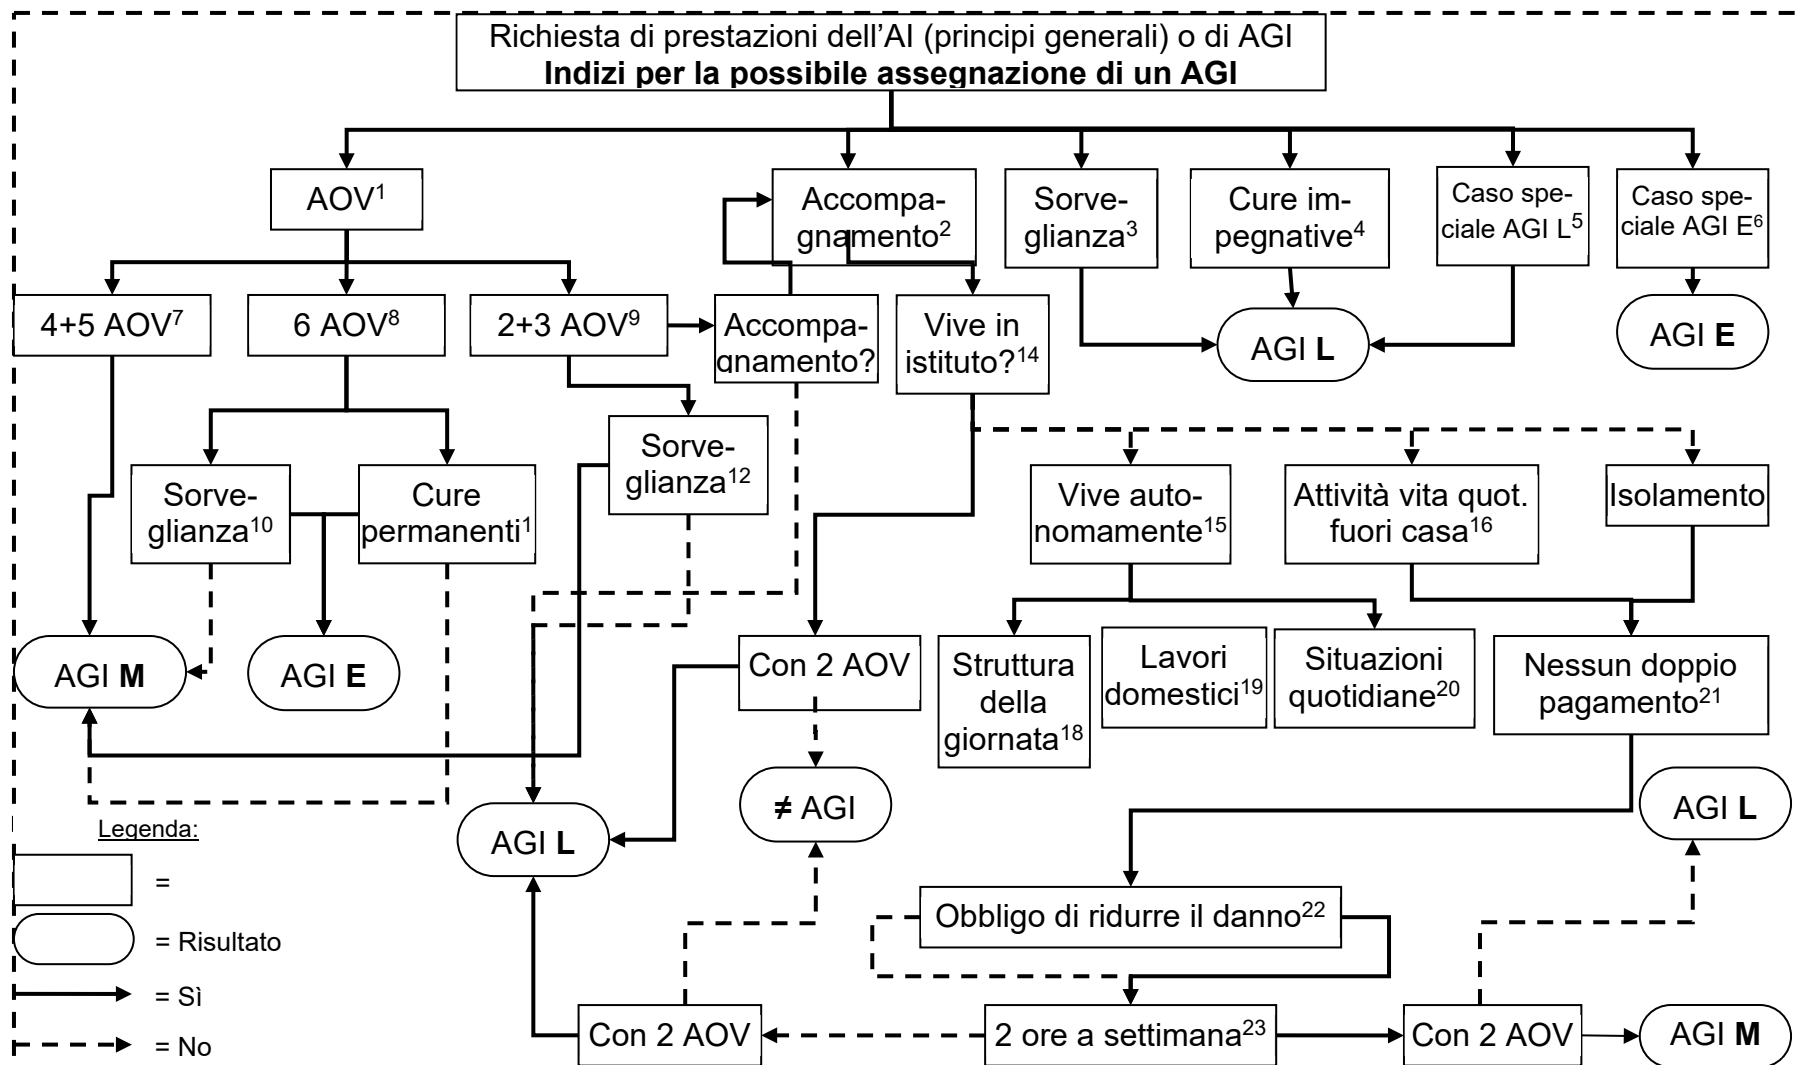 Richiesta di prestazioni dell'AI (principi generali) o di AGI
Indizi per la possibile assegnazione di un AGI
AOV1
Accompa-
gnamento2
Sorve-
glianza3
Cure im-
pegnative4
Caso spe-
ciale AGI L5
Caso spe-
ciale AGI E6
4+5 AOV7
6 AOV8
2+3 AOV9
Accompa-
gnamento?
Vive in
istituto?14
AGI L
AGI E
Sorve-
glianza10
Cure
permanenti1
Sorve-
glianza12
Vive auto-
nomamente15
Attività vita quot.
fuori casa16
Isolamento
AGI M
AGI E
Con 2 AOV
Struttura
della
giornata18
Lavori
domestici19
Situazioni
quotidiane20
Nessun doppio
pagamento21
≠ AGI
AGI L
AGI L
Legenda:
=
= Risultato
= Sì
= No
Obbligo di ridurre il danno22
Con 2 AOV
2 ore a settimana23
Con 2 AOV
AGI M